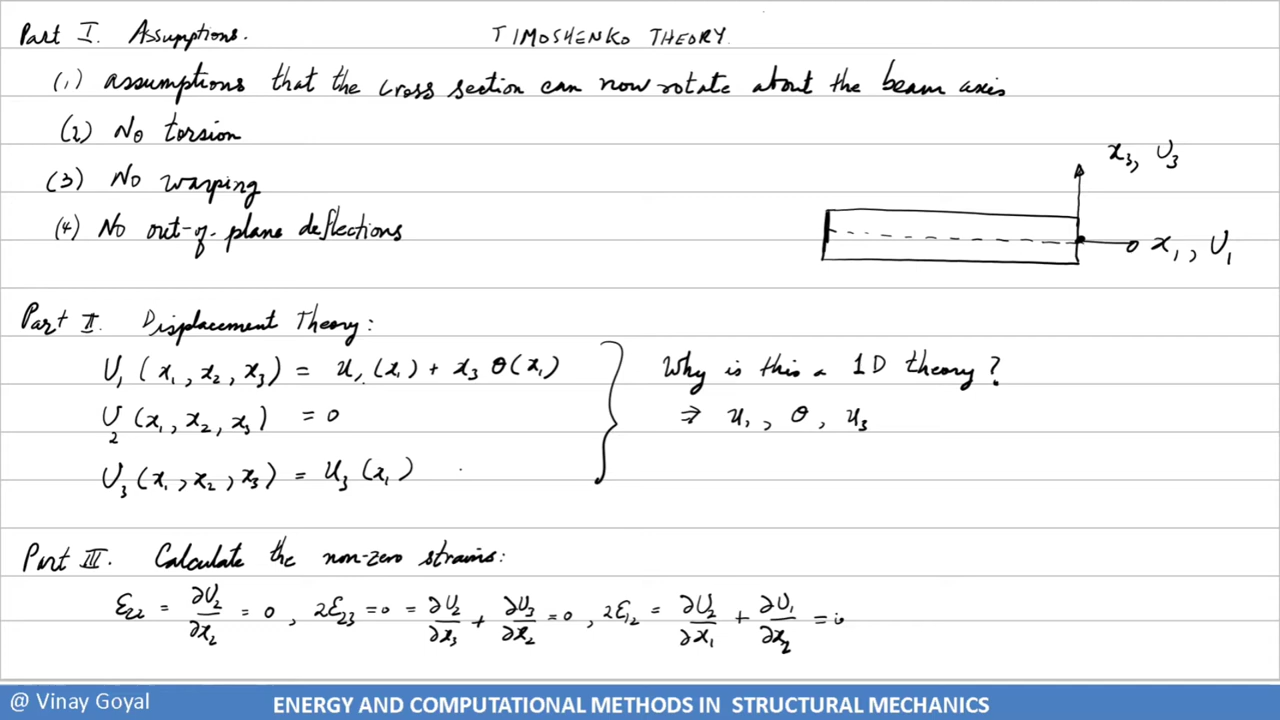 Part I. Assumptions. TIMOSHENKO THEORY.
(1) assumptions that the cross section can now rotate about the beam axis
(2) No torsion
(3) No warping
(4) No out-of-plane deflections
x₃, U₃
x₁, U₁
Part II. Displacement Theory:
U₁ (x₁, x₂, x₃) = u₁(x₁) + x₃ θ(x₁)
U₂ (x₁, x₂, x₃) = 0
U₃ (x₁, x₂, x₃) = u₃ (x₁)
Why is this a 1D theory?
⇒ u₁, θ, u₃
Part III. Calculate the non-zero strains:
ε₂₂ = ∂U₂/∂x₂ = 0, 2ε₂₃ = 0 = ∂U₂/∂x₃ + ∂U₃/∂x₂ = 0, 2ε₁₂ = ∂U₂/∂x₁ + ∂U₁/∂x₂ =
@ Vinay Goyal ENERGY AND COMPUTATIONAL METHODS IN STRUCTURAL MECHANICS